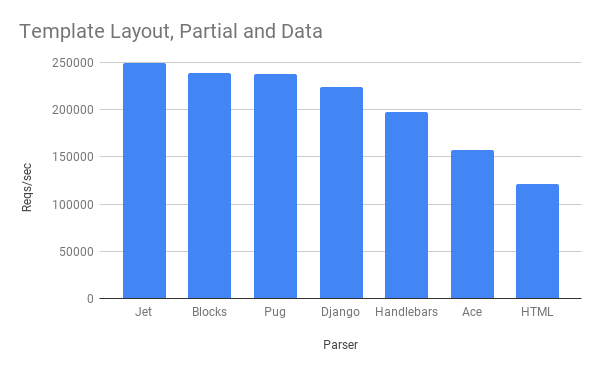 Template Layout, Partial and Data
Reqs/sec
250000
200000
150000
100000
50000
0
Jet Blocks Pug Django Handlebars Ace HTML
Parser